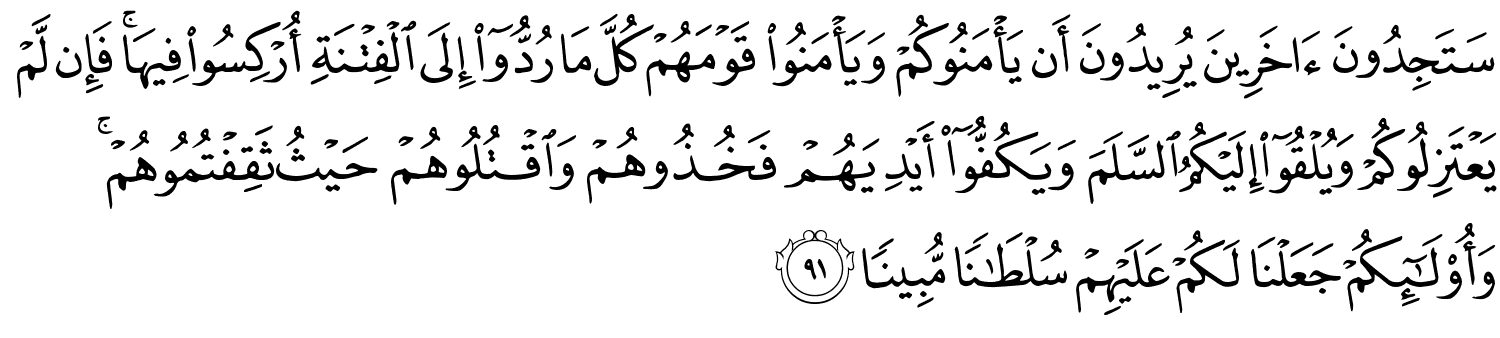 سَتَجِدُونَ ءَاخَرِينَ يُرِيدُونَ أَن يَأْمَنُوكُمْ وَيَأْمَنُوا۟ قَوْمَهُمْ كُلَّ مَا رُدُّوٓا۟ إِلَى ٱلْفِتْنَةِ أُرْكِسُوا۟ فِيهَا ۚ فَإِن لَّمْ
يَعْتَزِلُوكُمْ وَيُلْقُوٓا۟ إِلَيْكُمُ ٱلسَّلَمَ وَيَكُفُّوٓا۟ أَيْدِيَهُمْ فَخُذُوهُمْ وَٱقْتُلُوهُمْ حَيْثُ ثَقِفْتُمُوهُمْ ۚ
وَأُو۟لَـٰٓئِكُمْ جَعَلْنَا لَكُمْ عَلَيْهِمْ سُلْطَـٰنًا مُّبِينًا ٩١